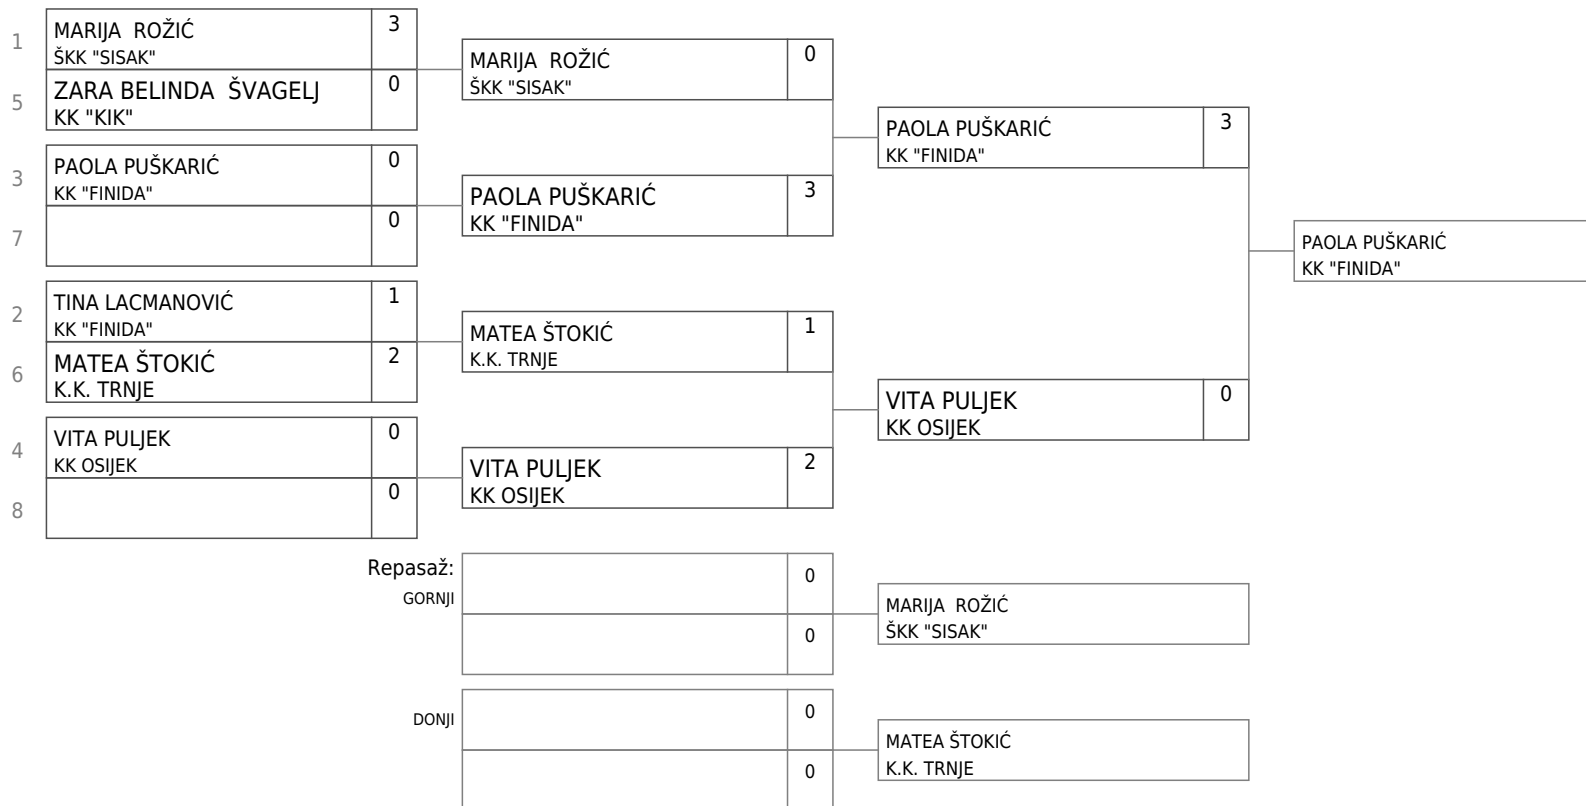 1
MARIJA  ROŽIĆ
3
ŠKK "SISAK"
5
ZARA BELINDA  ŠVAGELJ
0
KK "KIK"
3
PAOLA PUŠKARIĆ
0
KK "FINIDA"
7
0
2
TINA LACMANOVIĆ
1
KK "FINIDA"
6
MATEA ŠTOKIĆ
2
K.K. TRNJE
4
VITA PULJEK
0
KK OSIJEK
8
0
MARIJA  ROŽIĆ
0
ŠKK "SISAK"
PAOLA PUŠKARIĆ
3
KK "FINIDA"
MATEA ŠTOKIĆ
1
K.K. TRNJE
VITA PULJEK
2
KK OSIJEK
PAOLA PUŠKARIĆ
3
KK "FINIDA"
VITA PULJEK
0
KK OSIJEK
PAOLA PUŠKARIĆ
KK "FINIDA"
Repasaž:
GORNJI
0
0
MARIJA  ROŽIĆ
ŠKK "SISAK"
DONJI
0
0
MATEA ŠTOKIĆ
K.K. TRNJE